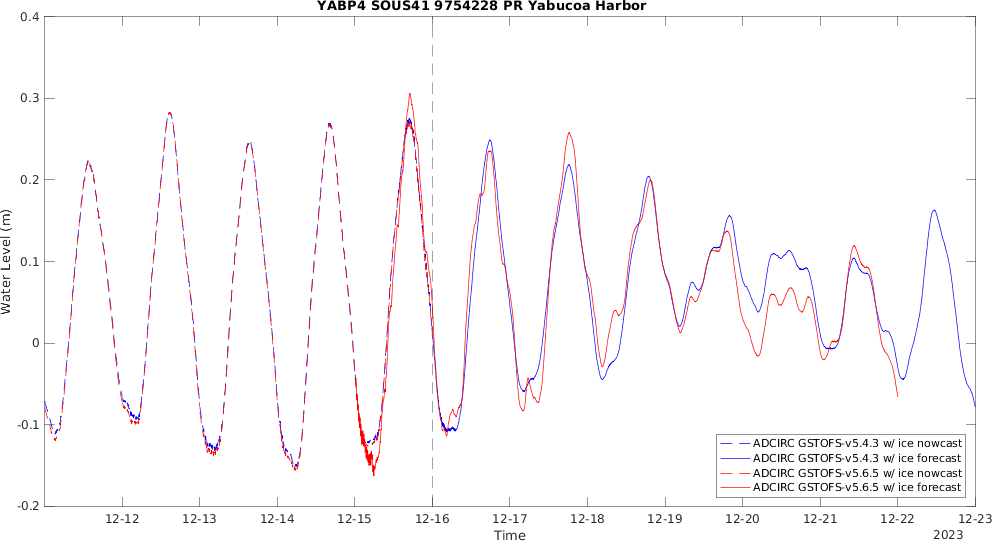 YABP4 SOUS41 9754228 PR Yabucoa Harbor
0.4
0.3
0.2
0.1
0
-0.1
-0.2
Water Level (m)
12-12 12-13 12-14 12-15 12-16 12-17 12-18 12-19 12-20 12-21 12-22 12-23
Time
2023
ADCIRC GSTOFS-v5.4.3 w/ ice nowcast
ADCIRC GSTOFS-v5.4.3 w/ ice forecast
ADCIRC GSTOFS-v5.6.5 w/ ice nowcast
ADCIRC GSTOFS-v5.6.5 w/ ice forecast